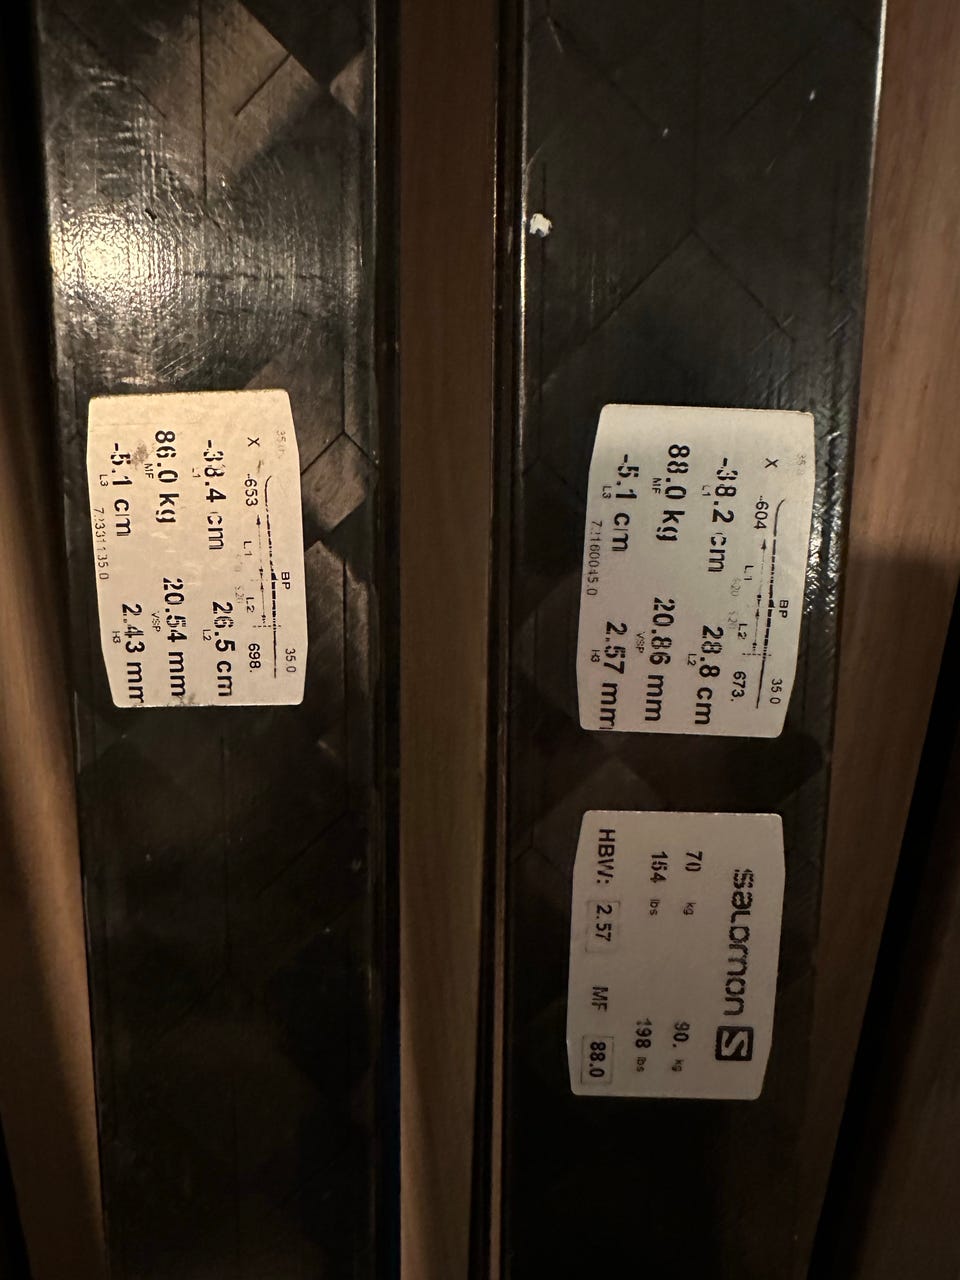 BP 35.0
X L1 L2 698.
-38.4 cm 26.5 cm
L1 L2
86.0 kg 20.54 mm
MF VSP
-5.1 cm 2.43 mm
L3 H3
BP 35.0
X L1 L2 673.
-38.2 cm 28.8 cm
L1 L2
88.0 kg 20.86 mm
MF VSP
-5.1 cm 2.57 mm
L3 H3
SALOMON S
70 kg 90. kg
154 lbs 198 lbs
HBW: 2.57 MF 88.0